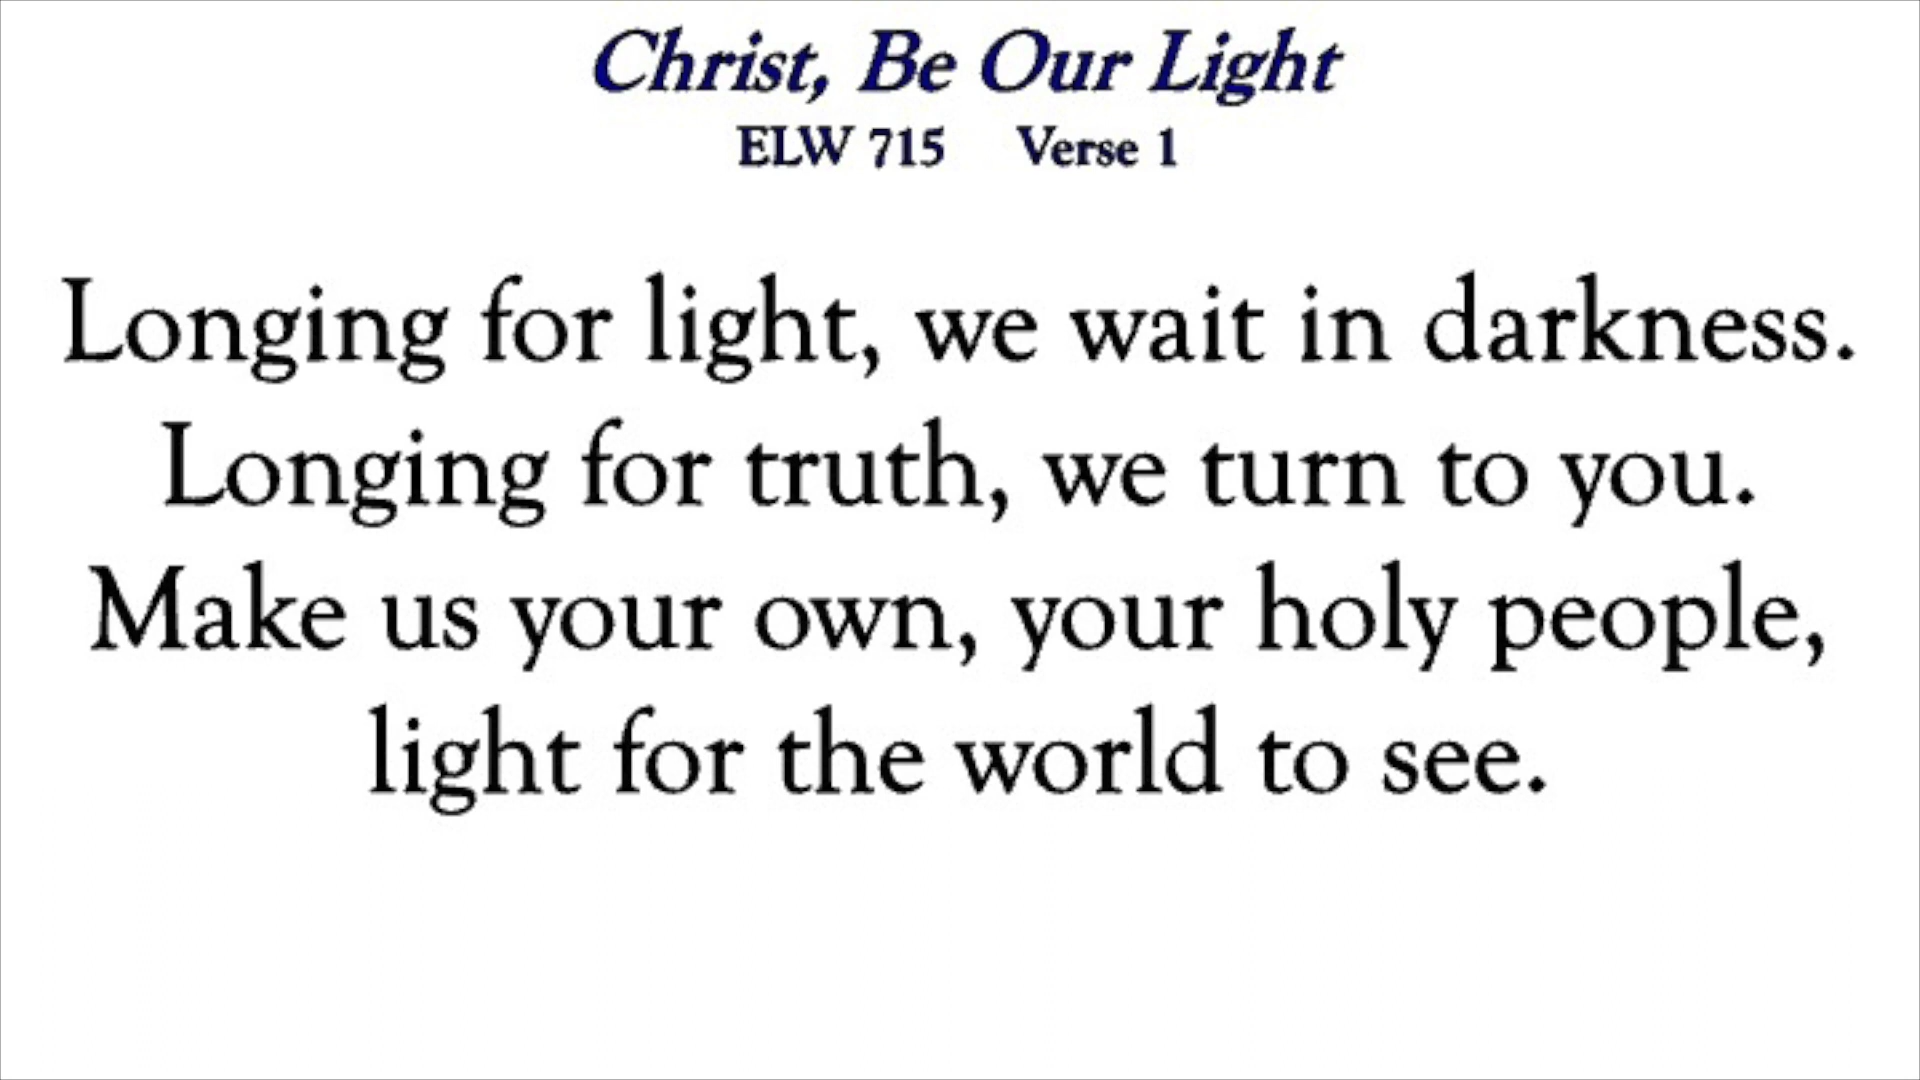 Christ, Be Our Light
ELW 715 Verse 1
Longing for light, we wait in darkness.
Longing for truth, we turn to you.
Make us your own, your holy people,
light for the world to see.